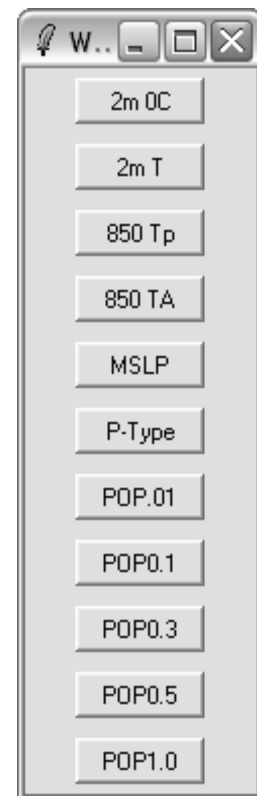 W...
2m 0C
2m T
850 Tp
850 TA
MSLP
P-Type
POP.01
POP0.1
POP0.3
POP0.5
POP1.0